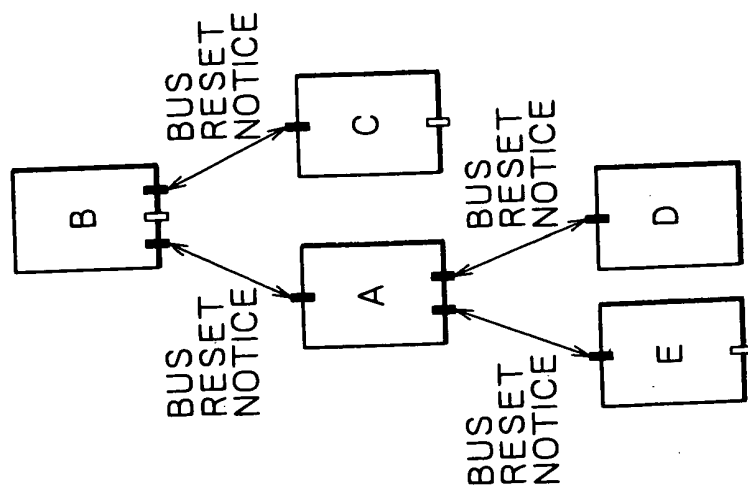 BUS
RESET
NOTICE
BUS
RESET
NOTICE
B
A
C
BUS
RESET
NOTICE
BUS
RESET
NOTICE
E
D